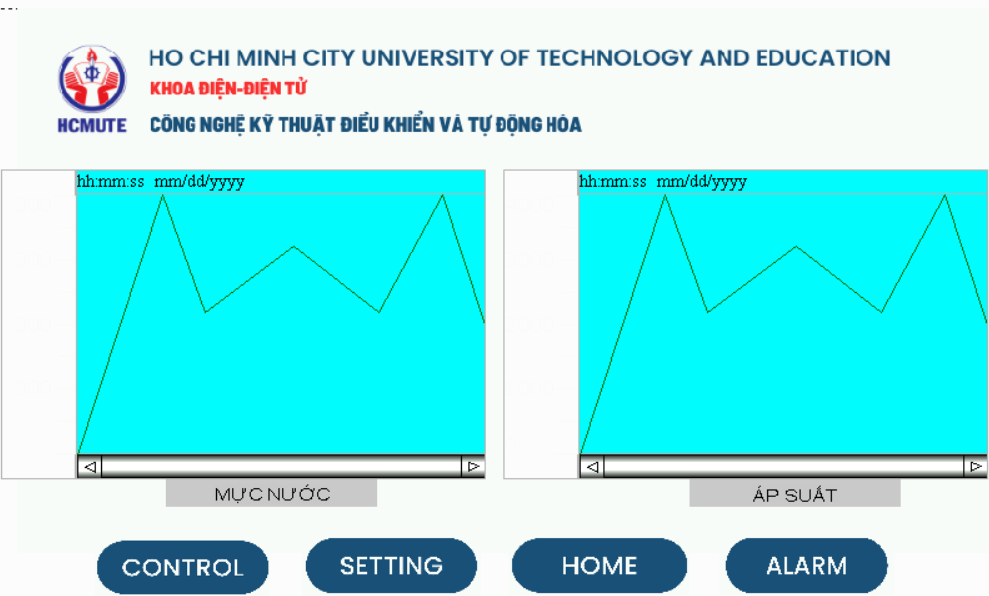 HO CHI MINH CITY UNIVERSITY OF TECHNOLOGY AND EDUCATION
KHOA ĐIỆN-ĐIỆN TỬ
HCMUTE
CÔNG NGHỆ KỸ THUẬT ĐIỀU KHIỂN VÀ TỰ ĐỘNG HÓA
hh:mm:ss mm/dd/yyyy
hh:mm:ss mm/dd/yyyy
MỰC NƯỚC
ÁP SUẤT
CONTROL
SETTING
HOME
ALARM